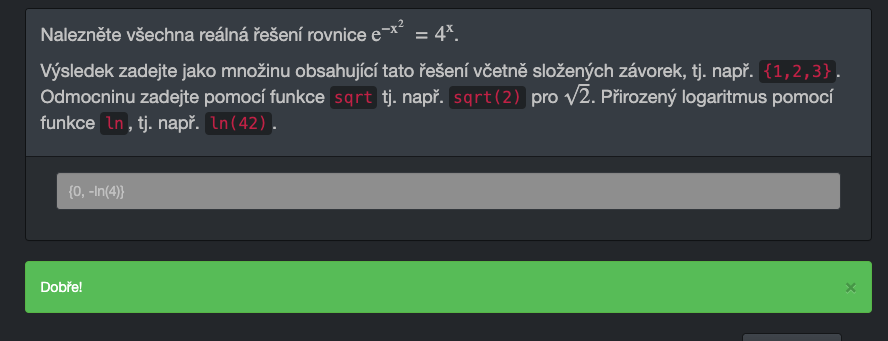 Nalezněte všechna reálná řešení rovnice e^{-x^2} = 4^x.
Výsledek zadejte jako množinu obsahující tato řešení včetně složených závorek, tj. např. {1,2,3}.
Odmocninu zadejte pomocí funkce sqrt tj. např. sqrt(2) pro √2. Přirozený logaritmus pomocí
funkce ln, tj. např. ln(42).
{0, -ln(4)}
Dobře! ×